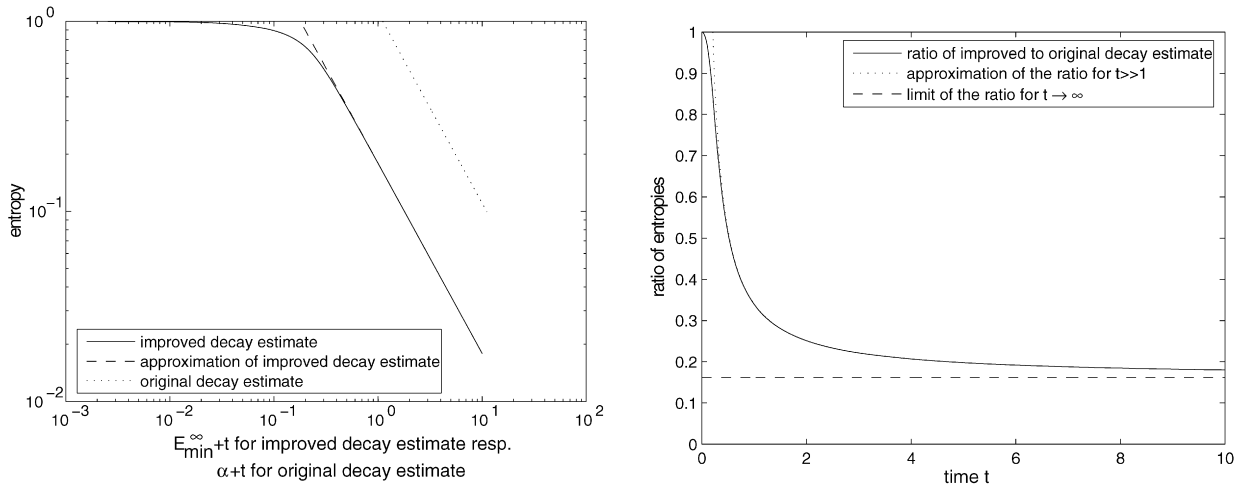 10^0
10^-1
10^-2
entropy
improved decay estimate
approximation of improved decay estimate
original decay estimate
10^-3 10^-2 10^-1 10^0 10^1 10^2
E_min^∞+t for improved decay estimate resp.
α+t for original decay estimate
1
0.9
0.8
0.7
0.6
0.5
0.4
0.3
0.2
0.1
0
ratio of entropies
ratio of improved to original decay estimate
approximation of the ratio for t>>1
limit of the ratio for t → ∞
0 2 4 6 8 10
time t